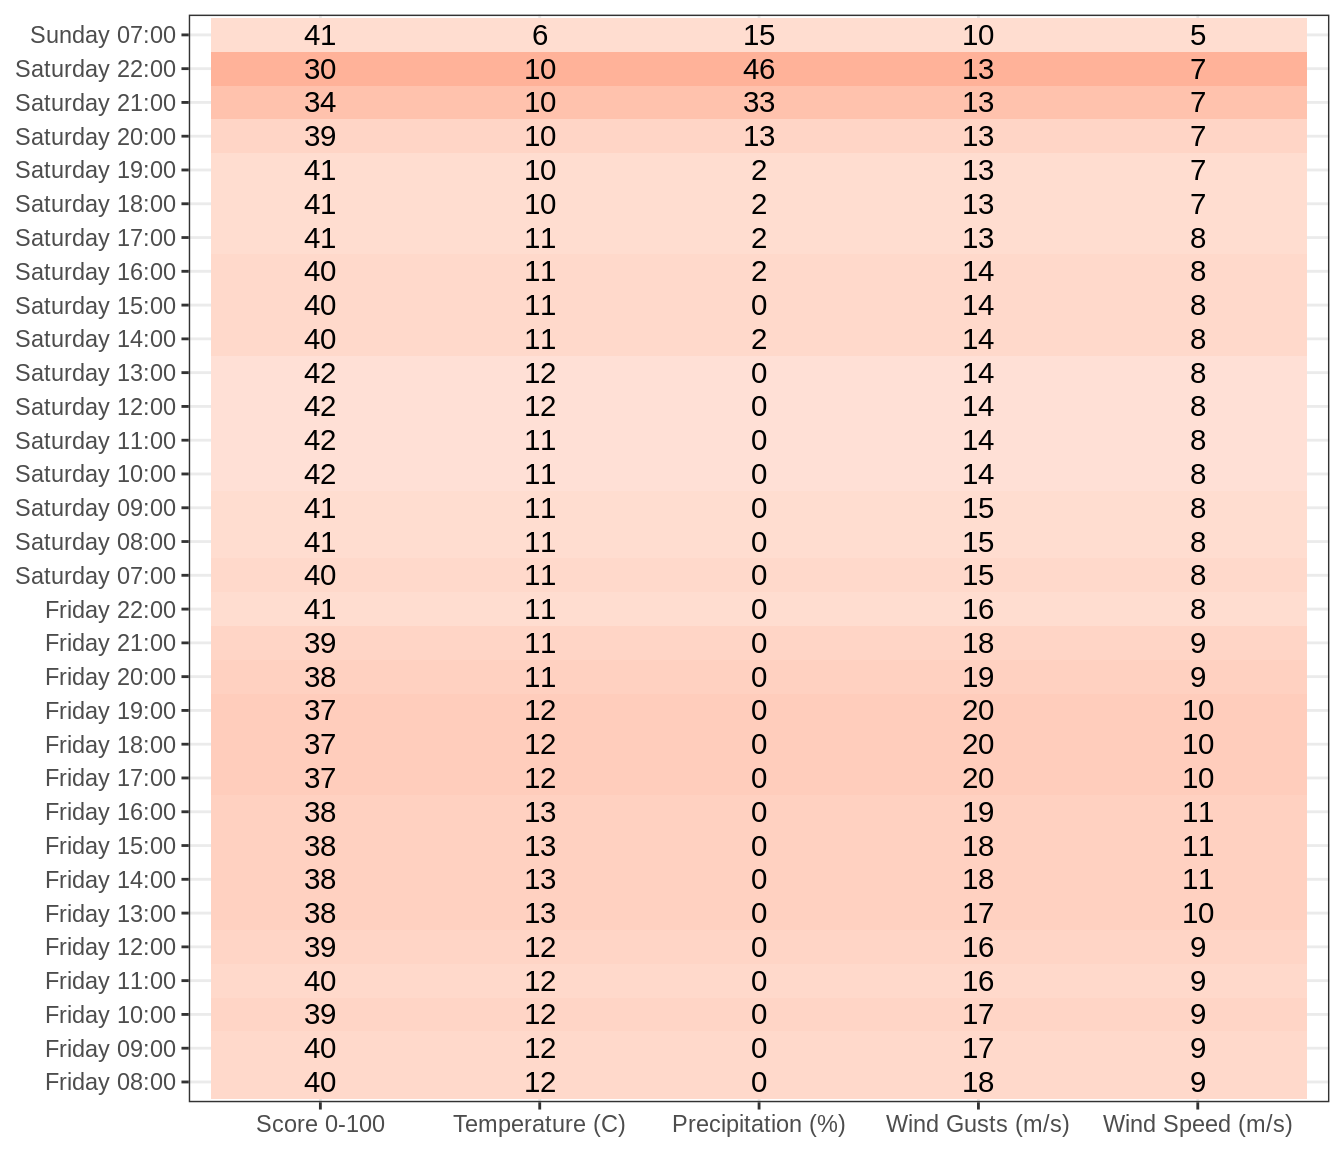 Sunday 07:00 41 6 15 10 5
Saturday 22:00 30 10 46 13 7
Saturday 21:00 34 10 33 13 7
Saturday 20:00 39 10 13 13 7
Saturday 19:00 41 10 2 13 7
Saturday 18:00 41 10 2 13 7
Saturday 17:00 41 11 2 13 8
Saturday 16:00 40 11 2 14 8
Saturday 15:00 40 11 0 14 8
Saturday 14:00 40 11 2 14 8
Saturday 13:00 42 12 0 14 8
Saturday 12:00 42 12 0 14 8
Saturday 11:00 42 11 0 14 8
Saturday 10:00 42 11 0 14 8
Saturday 09:00 41 11 0 15 8
Saturday 08:00 41 11 0 15 8
Saturday 07:00 40 11 0 15 8
Friday 22:00 41 11 0 16 8
Friday 21:00 39 11 0 18 9
Friday 20:00 38 11 0 19 9
Friday 19:00 37 12 0 20 10
Friday 18:00 37 12 0 20 10
Friday 17:00 37 12 0 20 10
Friday 16:00 38 13 0 19 11
Friday 15:00 38 13 0 18 11
Friday 14:00 38 13 0 18 11
Friday 13:00 38 13 0 17 10
Friday 12:00 39 12 0 16 9
Friday 11:00 40 12 0 16 9
Friday 10:00 39 12 0 17 9
Friday 09:00 40 12 0 17 9
Friday 08:00 40 12 0 18 9
Score 0-100 Temperature (C) Precipitation (%) Wind Gusts (m/s) Wind Speed (m/s)